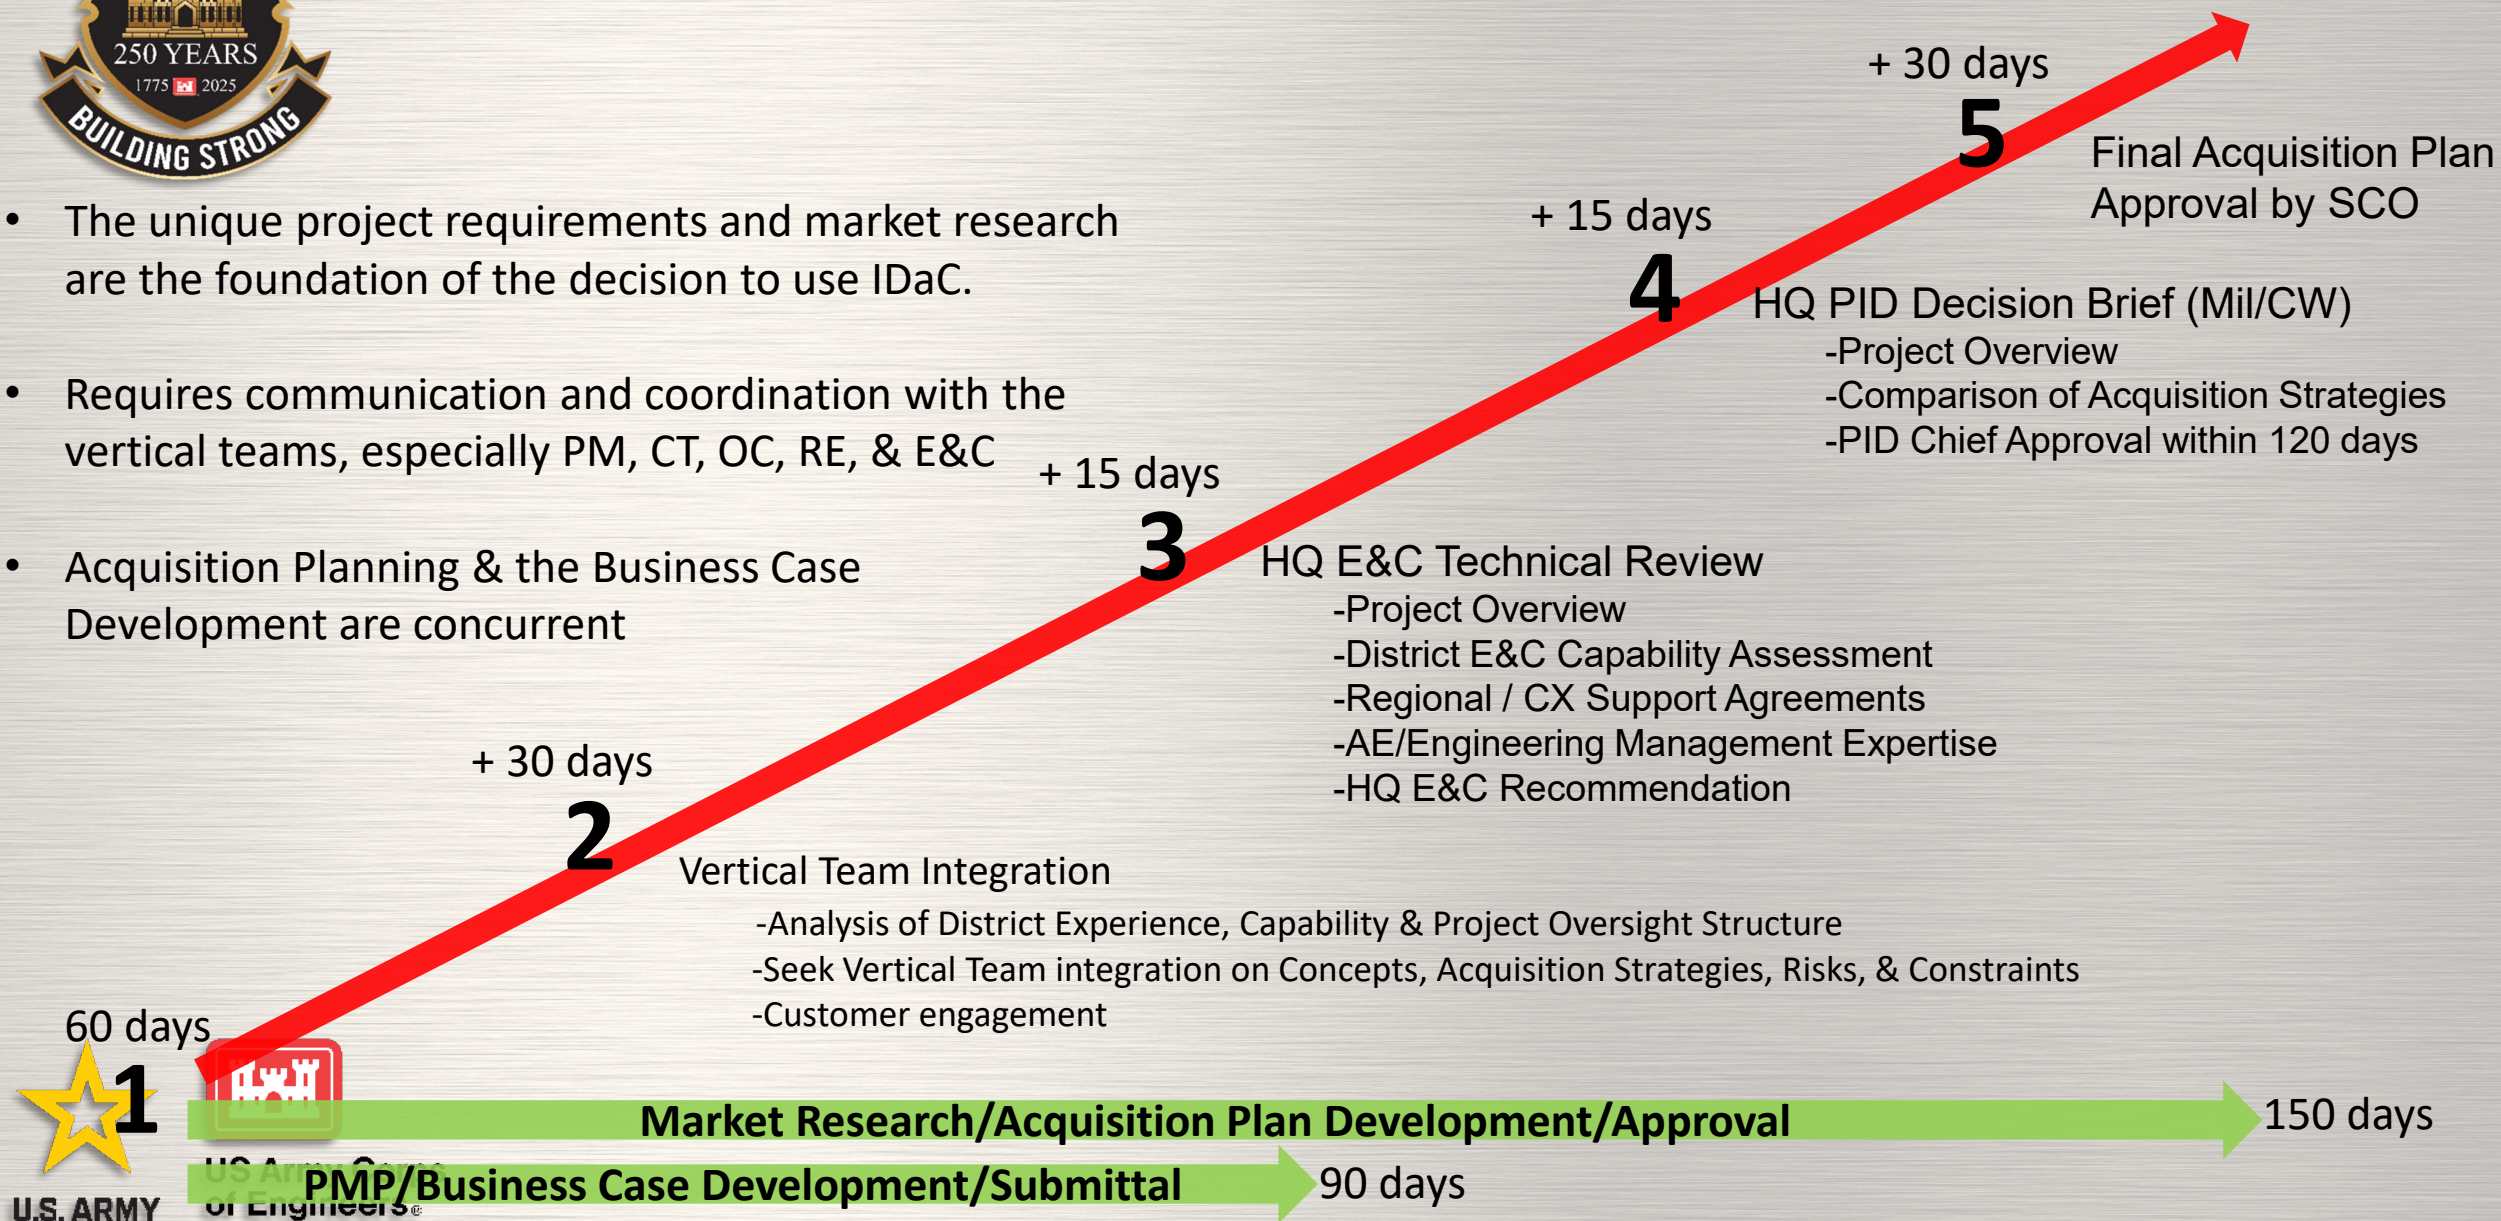 250 YEARS
1775 2025
BUILDING STRONG
• The unique project requirements and market research
are the foundation of the decision to use IDaC.
• Requires communication and coordination with the
vertical teams, especially PM, CT, OC, RE, & E&C
• Acquisition Planning & the Business Case
Development are concurrent
+ 30 days
5
Final Acquisition Plan
Approval by SCO
+ 15 days
4
HQ PID Decision Brief (Mil/CW)
-Project Overview
-Comparison of Acquisition Strategies
-PID Chief Approval within 120 days
+ 15 days
3
HQ E&C Technical Review
-Project Overview
-District E&C Capability Assessment
-Regional / CX Support Agreements
-AE/Engineering Management Expertise
-HQ E&C Recommendation
+ 30 days
2
Vertical Team Integration
-Analysis of District Experience, Capability & Project Oversight Structure
-Seek Vertical Team integration on Concepts, Acquisition Strategies, Risks, & Constraints
-Customer engagement
60 days
1
Market Research/Acquisition Plan Development/Approval
150 days
PMP/Business Case Development/Submittal
90 days
U.S. ARMY
US Army Corps
of Engineers®